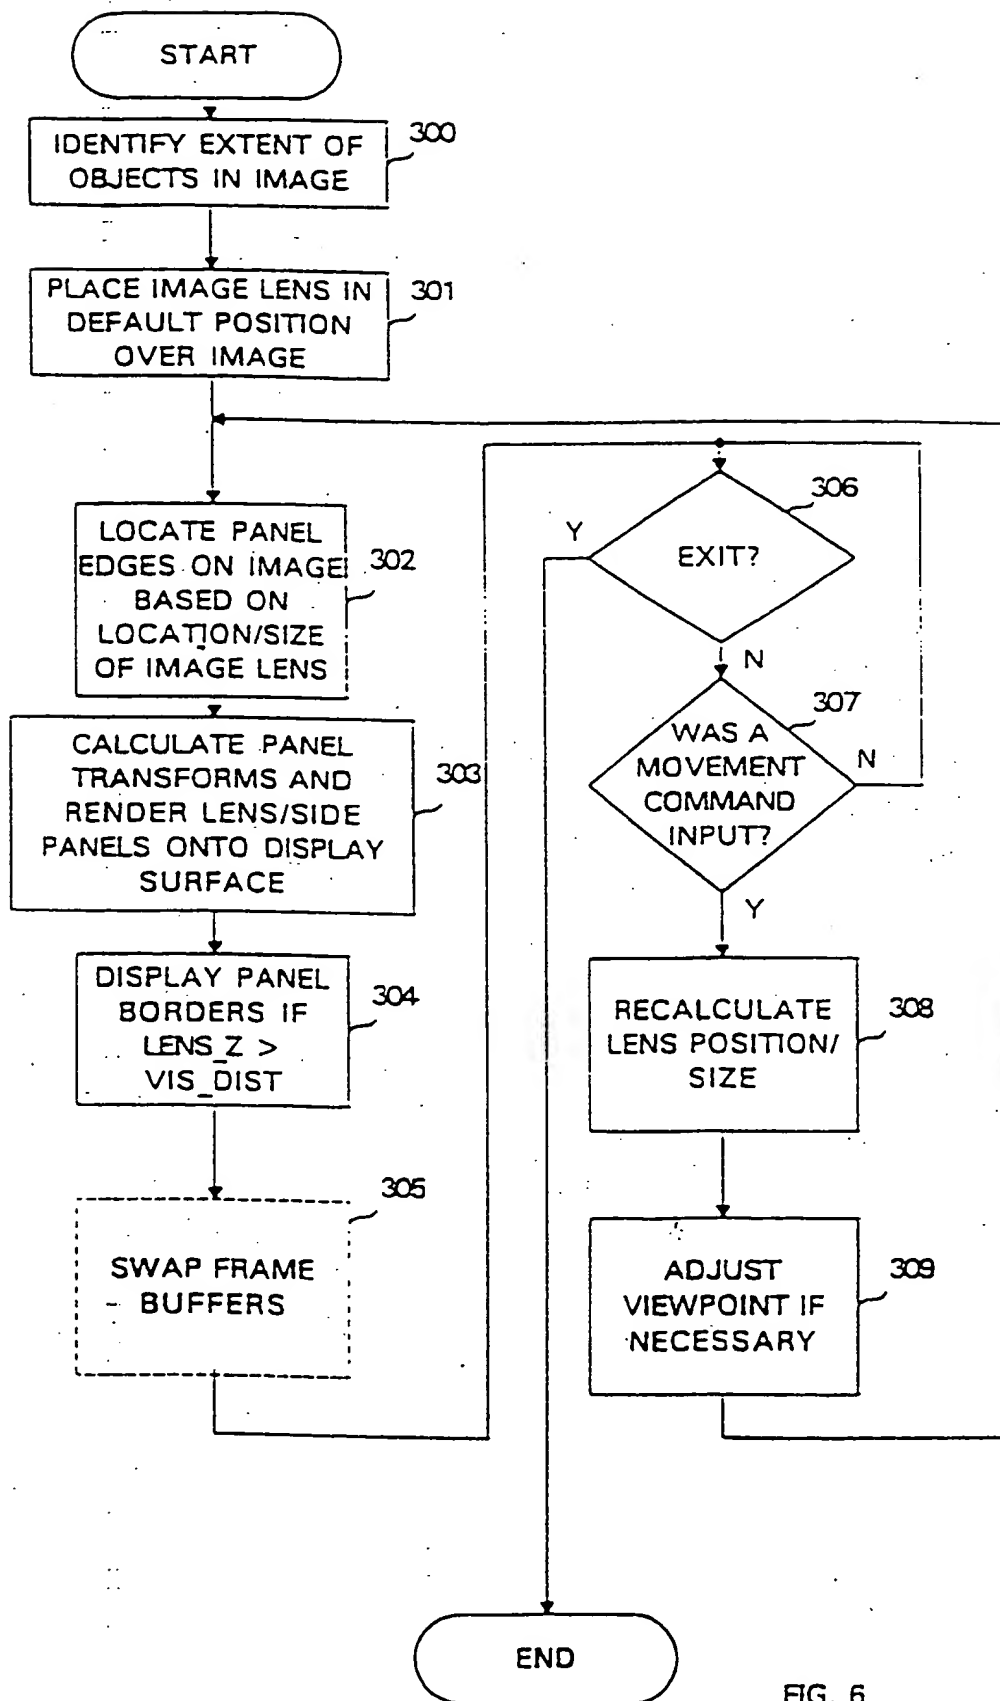 START
IDENTIFY EXTENT OF
OBJECTS IN IMAGE
300
PLACE IMAGE LENS IN
DEFAULT POSITION
OVER IMAGE
301
LOCATE PANEL
EDGES ON IMAGE
BASED ON
LOCATION/SIZE
OF IMAGE LENS
302
CALCULATE PANEL
TRANSFORMS AND
RENDER LENS/SIDE
PANELS ONTO DISPLAY
SURFACE
303
DISPLAY PANEL
BORDERS IF
LENS_Z >
VIS_DIST
304
SWAP FRAME
BUFFERS
305
EXIT?
306
Y
N
WAS A
MOVEMENT
COMMAND
INPUT?
307
N
Y
RECALCULATE
LENS POSITION/
SIZE
308
ADJUST
VIEWPOINT IF
NECESSARY
309
END
FIG. 6